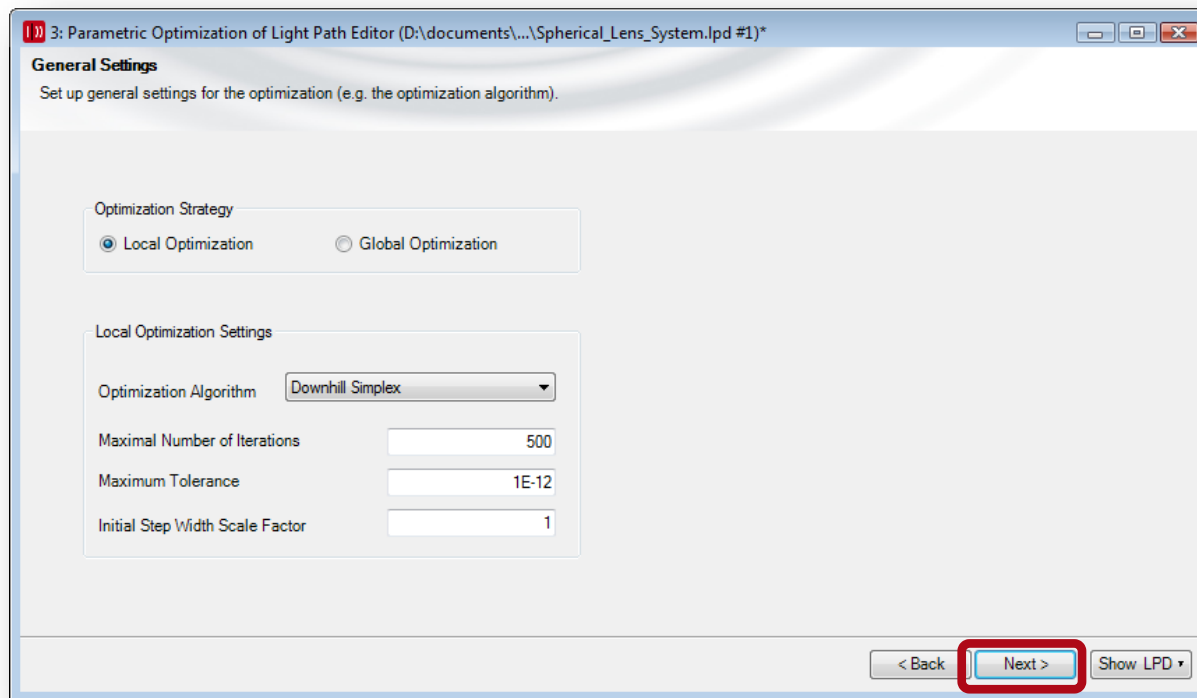 3: Parametric Optimization of Light Path Editor (D:\documents\...\Spherical_Lens_System.lpd #1)*
General Settings
Set up general settings for the optimization (e.g. the optimization algorithm).
Optimization Strategy
Local Optimization Global Optimization
Local Optimization Settings
Optimization Algorithm Downhill Simplex
Maximal Number of Iterations 500
Maximum Tolerance 1E-12
Initial Step Width Scale Factor 1
< Back Next > Show LPD